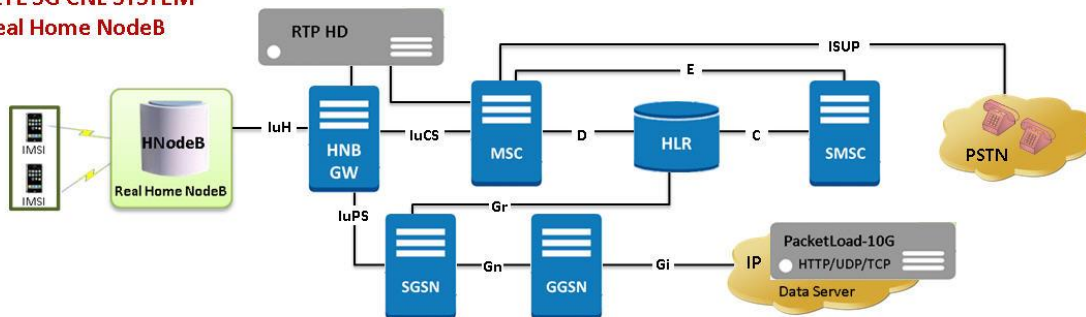 Real Home NodeB
RTP HD
ISUP
E
IMSI
IMSI
HNodeB
Real Home NodeB
IuH
HNB
GW
IuCS
MSC
D
HLR
C
SMSC
PSTN
IuPS
Gr
SGSN
Gn
GGSN
Gi
IP
PacketLoad-10G
HTTP/UDP/TCP
Data Server